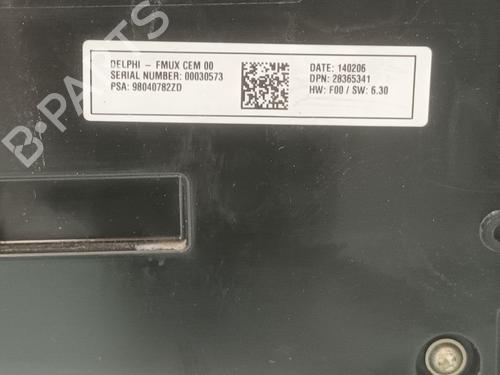 DELPHI – FMUX CEM 00
SERIAL NUMBER: 00030573
PSA: 98040782ZD
DATE: 140206
DPN: 28365341
HW: F00 / SW: 6.30
B-PARTS